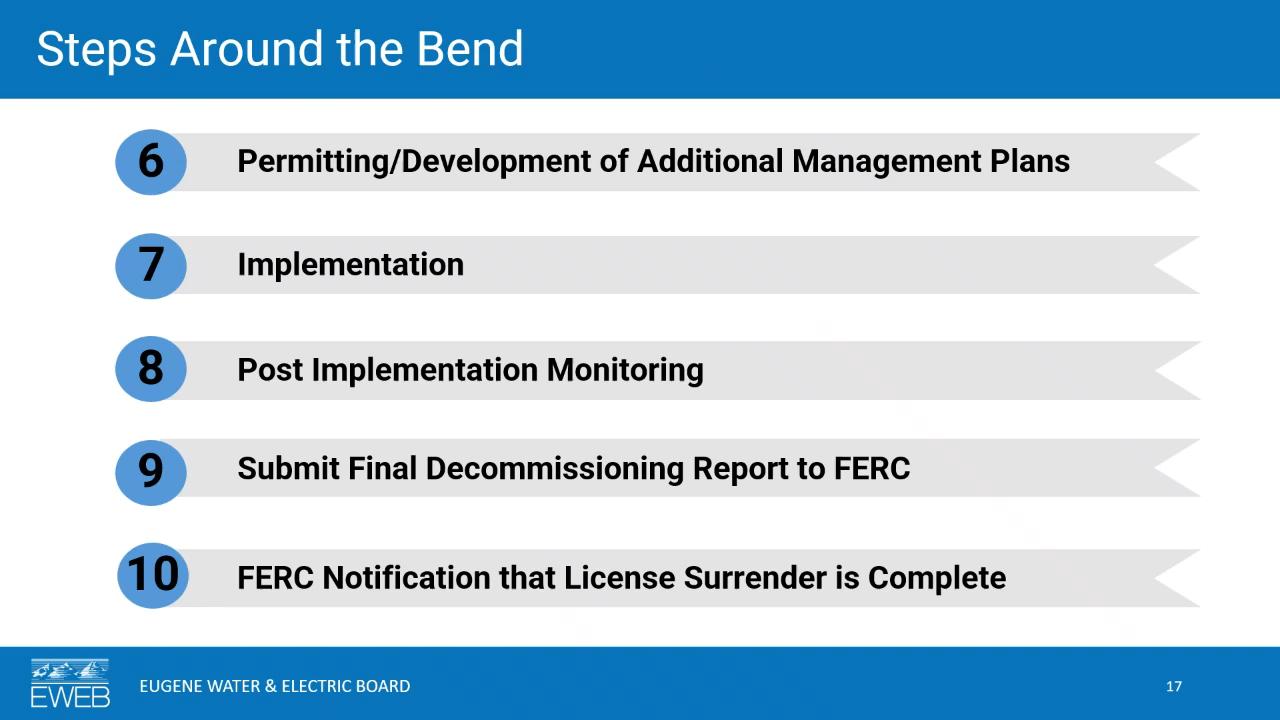 Steps Around the Bend
6 Permitting/Development of Additional Management Plans
7 Implementation
8 Post Implementation Monitoring
9 Submit Final Decommissioning Report to FERC
10 FERC Notification that License Surrender is Complete
EWEB EUGENE WATER & ELECTRIC BOARD 17